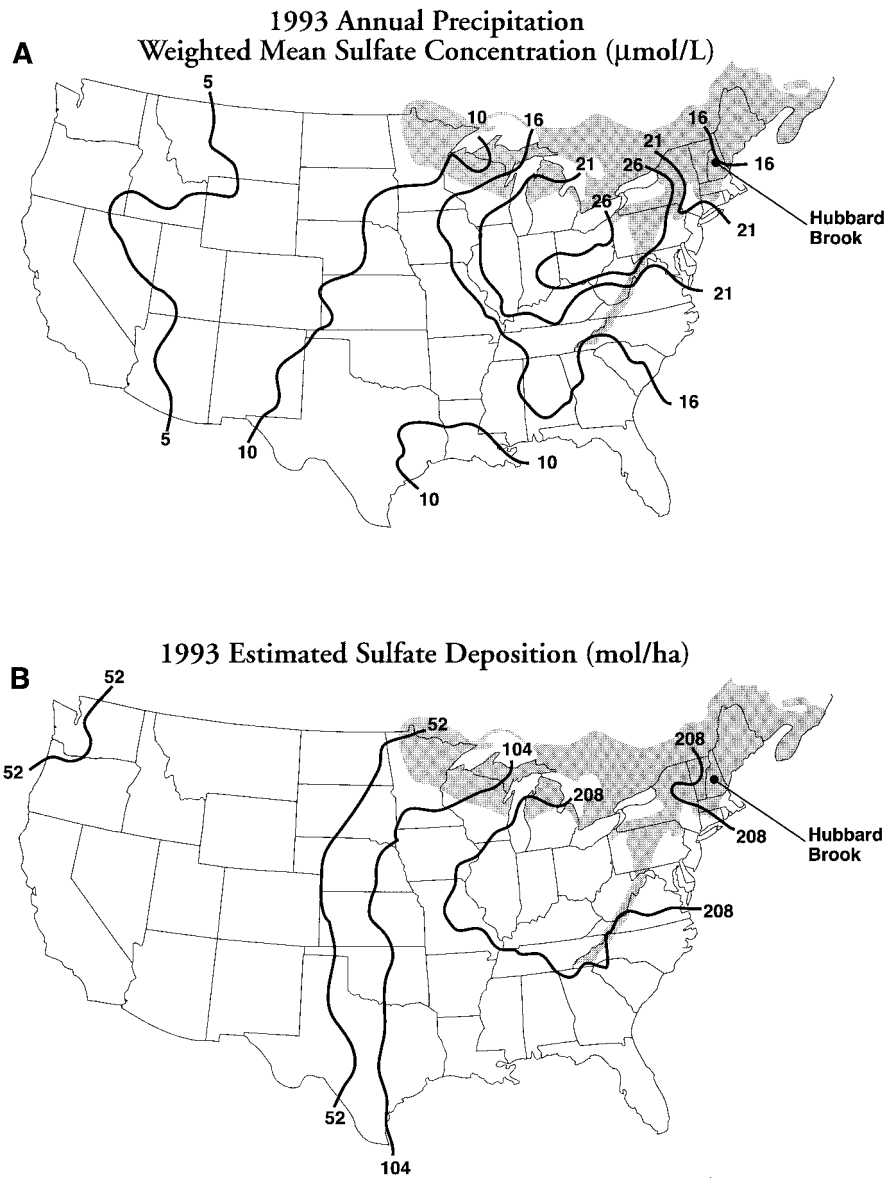 1993 Annual Precipitation
Weighted Mean Sulfate Concentration (μmol/L)
A
5
10
16
16
21
16
21
26
26
Hubbard
Brook
21
21
16
5
10
10
10
1993 Estimated Sulfate Deposition (mol/ha)
B
52
52
52
104
208
208
208
Hubbard
Brook
208
52
104